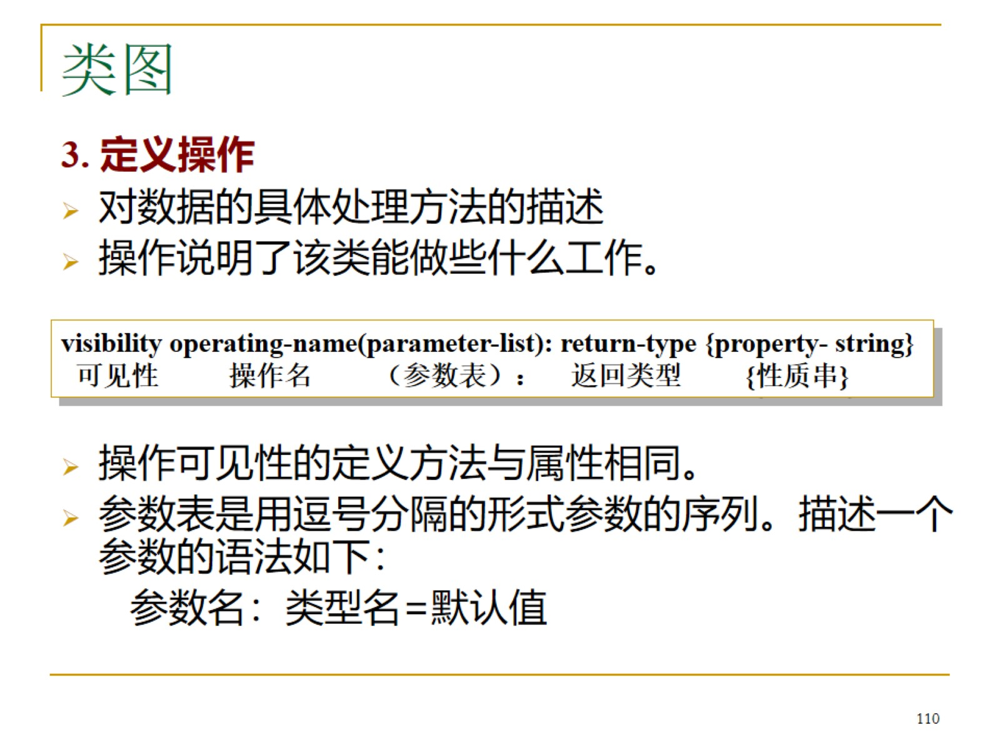 类图
3. 定义操作
对数据的具体处理方法的描述
操作说明了该类能做些什么工作。
visibility operating-name(parameter-list): return-type {property- string}
可见性 操作名 （参数表）： 返回类型 {性质串}
操作可见性的定义方法与属性相同。
参数表是用逗号分隔的形式参数的序列。描述一个
参数的语法如下：
参数名：类型名=默认值
110